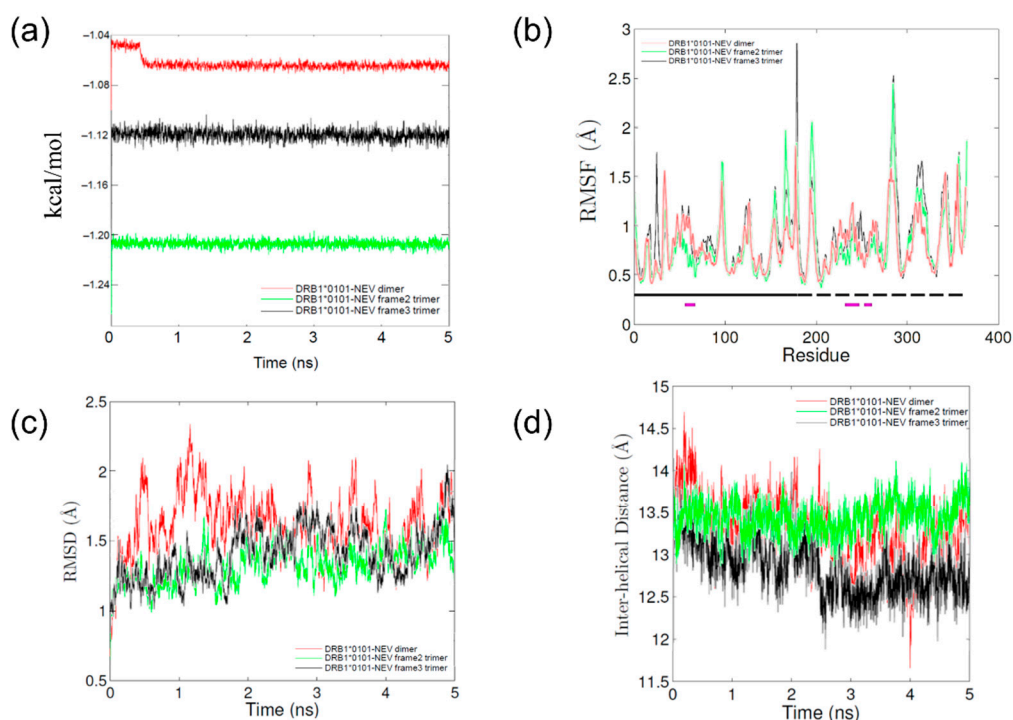 (a)
−1.04
−1.08
−1.12
−1.16
−1.20
−1.24
kcal/mol
DRB1*0101-NEV dimer
DRB1*0101-NEV frame2 trimer
DRB1*0101-NEV frame3 trimer
0 1 2 3 4 5
Time (ns)
(b)
3
2.5
2
1.5
1
0.5
0
RMSF (Å)
DRB1*0101-NEV dimer
DRB1*0101-NEV frame2 trimer
DRB1*0101-NEV frame3 trimer
0 100 200 300 400
Residue
(c)
2.5
2
1.5
1
0.5
RMSD (Å)
DRB1*0101-NEV dimer
DRB1*0101-NEV frame2 trimer
DRB1*0101-NEV frame3 trimer
0 1 2 3 4 5
Time (ns)
(d)
15
14.5
14
13.5
13
12.5
12
11.5
Inter-helical Distance (Å)
DRB1*0101-NEV dimer
DRB1*0101-NEV frame2 trimer
DRB1*0101-NEV frame3 trimer
0 1 2 3 4 5
Time (ns)